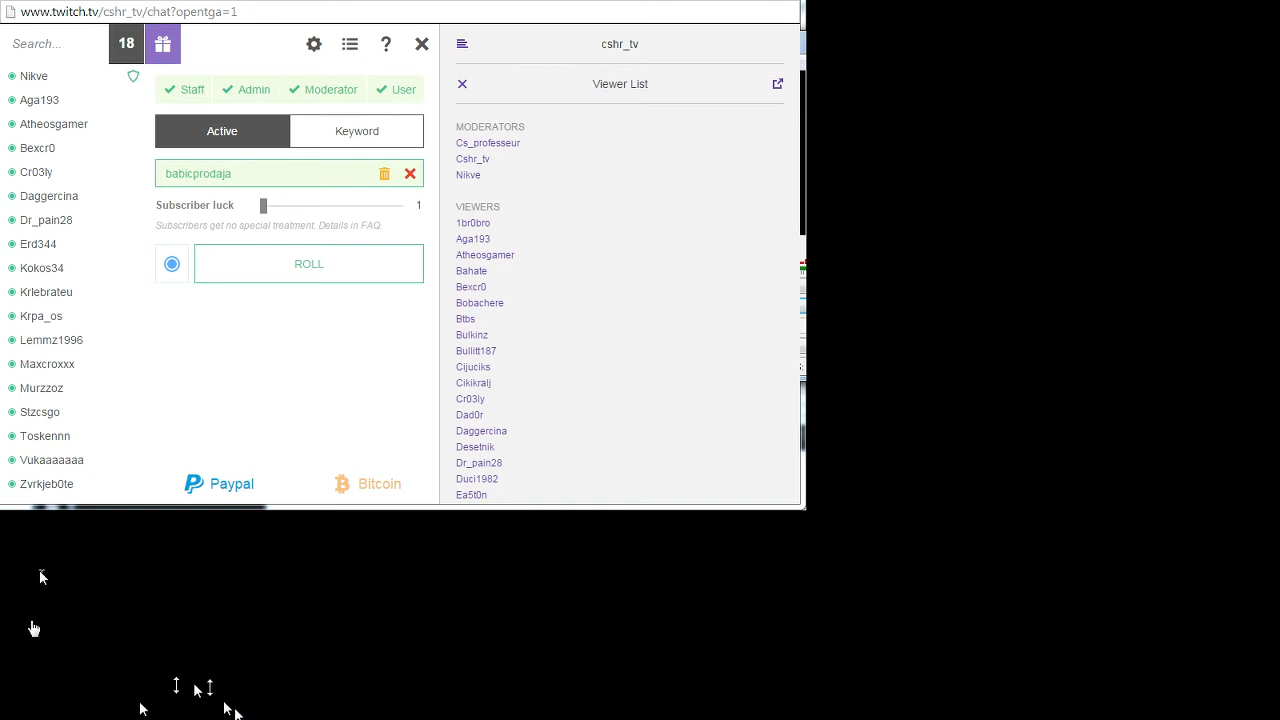 www.twitch.tv/cshr_tv/chat?opentga=1
Search...
18
Nikve
Aga193
Atheosgamer
Bexcr0
Cr03ly
Daggercina
Dr_pain28
Erd344
Kokos34
Krlebrateu
Krpa_os
Lemmz1996
Maxcroxxx
Murzzoz
Stzcsgo
Toskennn
Vukaaaaaaa
Zvrkjeb0te
Staff Admin Moderator User
Active Keyword
babicprodaja
Subscriber luck 1
Subscribers get no special treatment. Details in FAQ.
ROLL
Paypal Bitcoin
cshr_tv
Viewer List
MODERATORS
Cs_professeur
Cshr_tv
Nikve
VIEWERS
1br0bro
Aga193
Atheosgamer
Bahate
Bexcr0
Bobachere
Btbs
Bulkinz
Bullitt187
Cijuciks
Cikikralj
Cr03ly
Dad0r
Daggercina
Desetnik
Dr_pain28
Duci1982
Ea5t0n